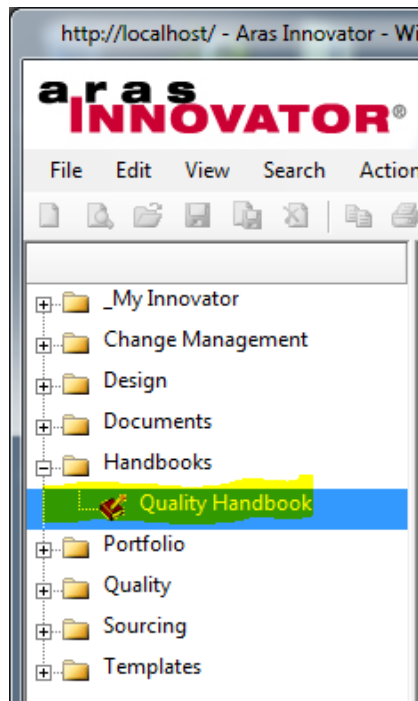 http://localhost/ - Aras Innovator - Wi
aras
INNOVATOR®
File Edit View Search Action
_My Innovator
Change Management
Design
Documents
Handbooks
Quality Handbook
Portfolio
Quality
Sourcing
Templates